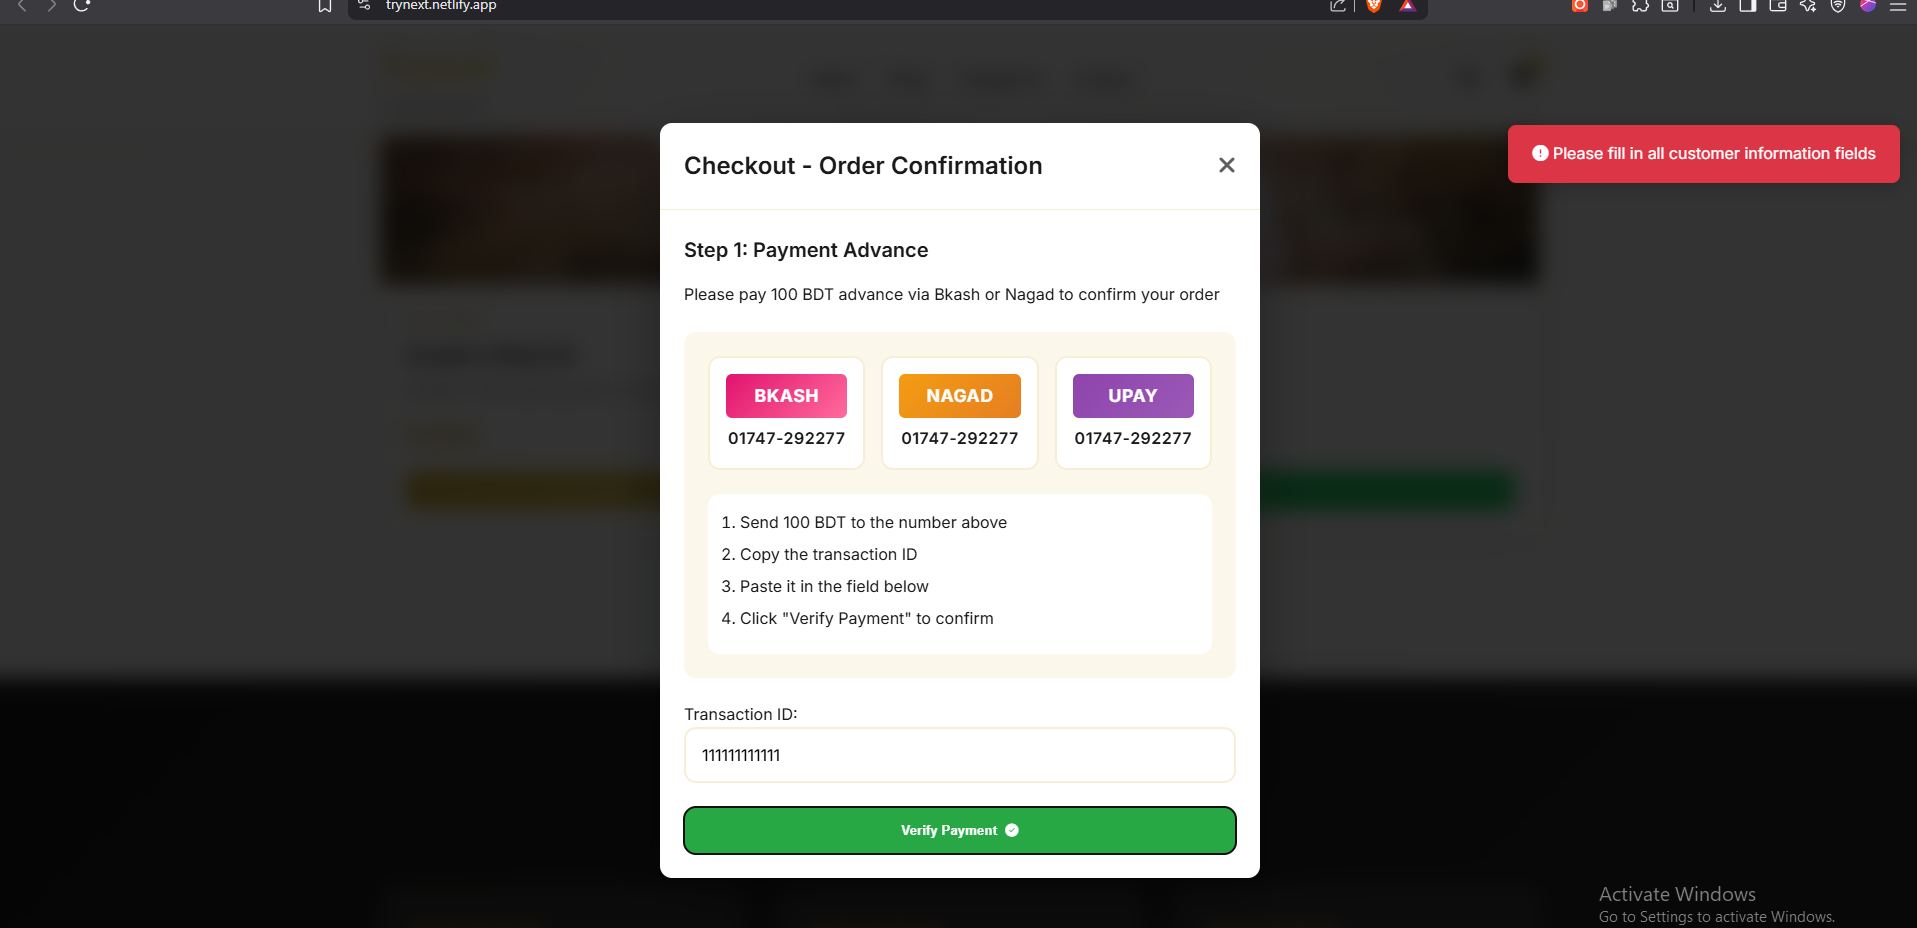 trynext.netlify.app
Please fill in all customer information fields
Checkout - Order Confirmation
Step 1: Payment Advance
Please pay 100 BDT advance via Bkash or Nagad to confirm your order
BKASH
01747-292277
NAGAD
01747-292277
UPAY
01747-292277
1. Send 100 BDT to the number above
2. Copy the transaction ID
3. Paste it in the field below
4. Click "Verify Payment" to confirm
Transaction ID:
111111111111
Verify Payment
Activate Windows
Go to Settings to activate Windows.